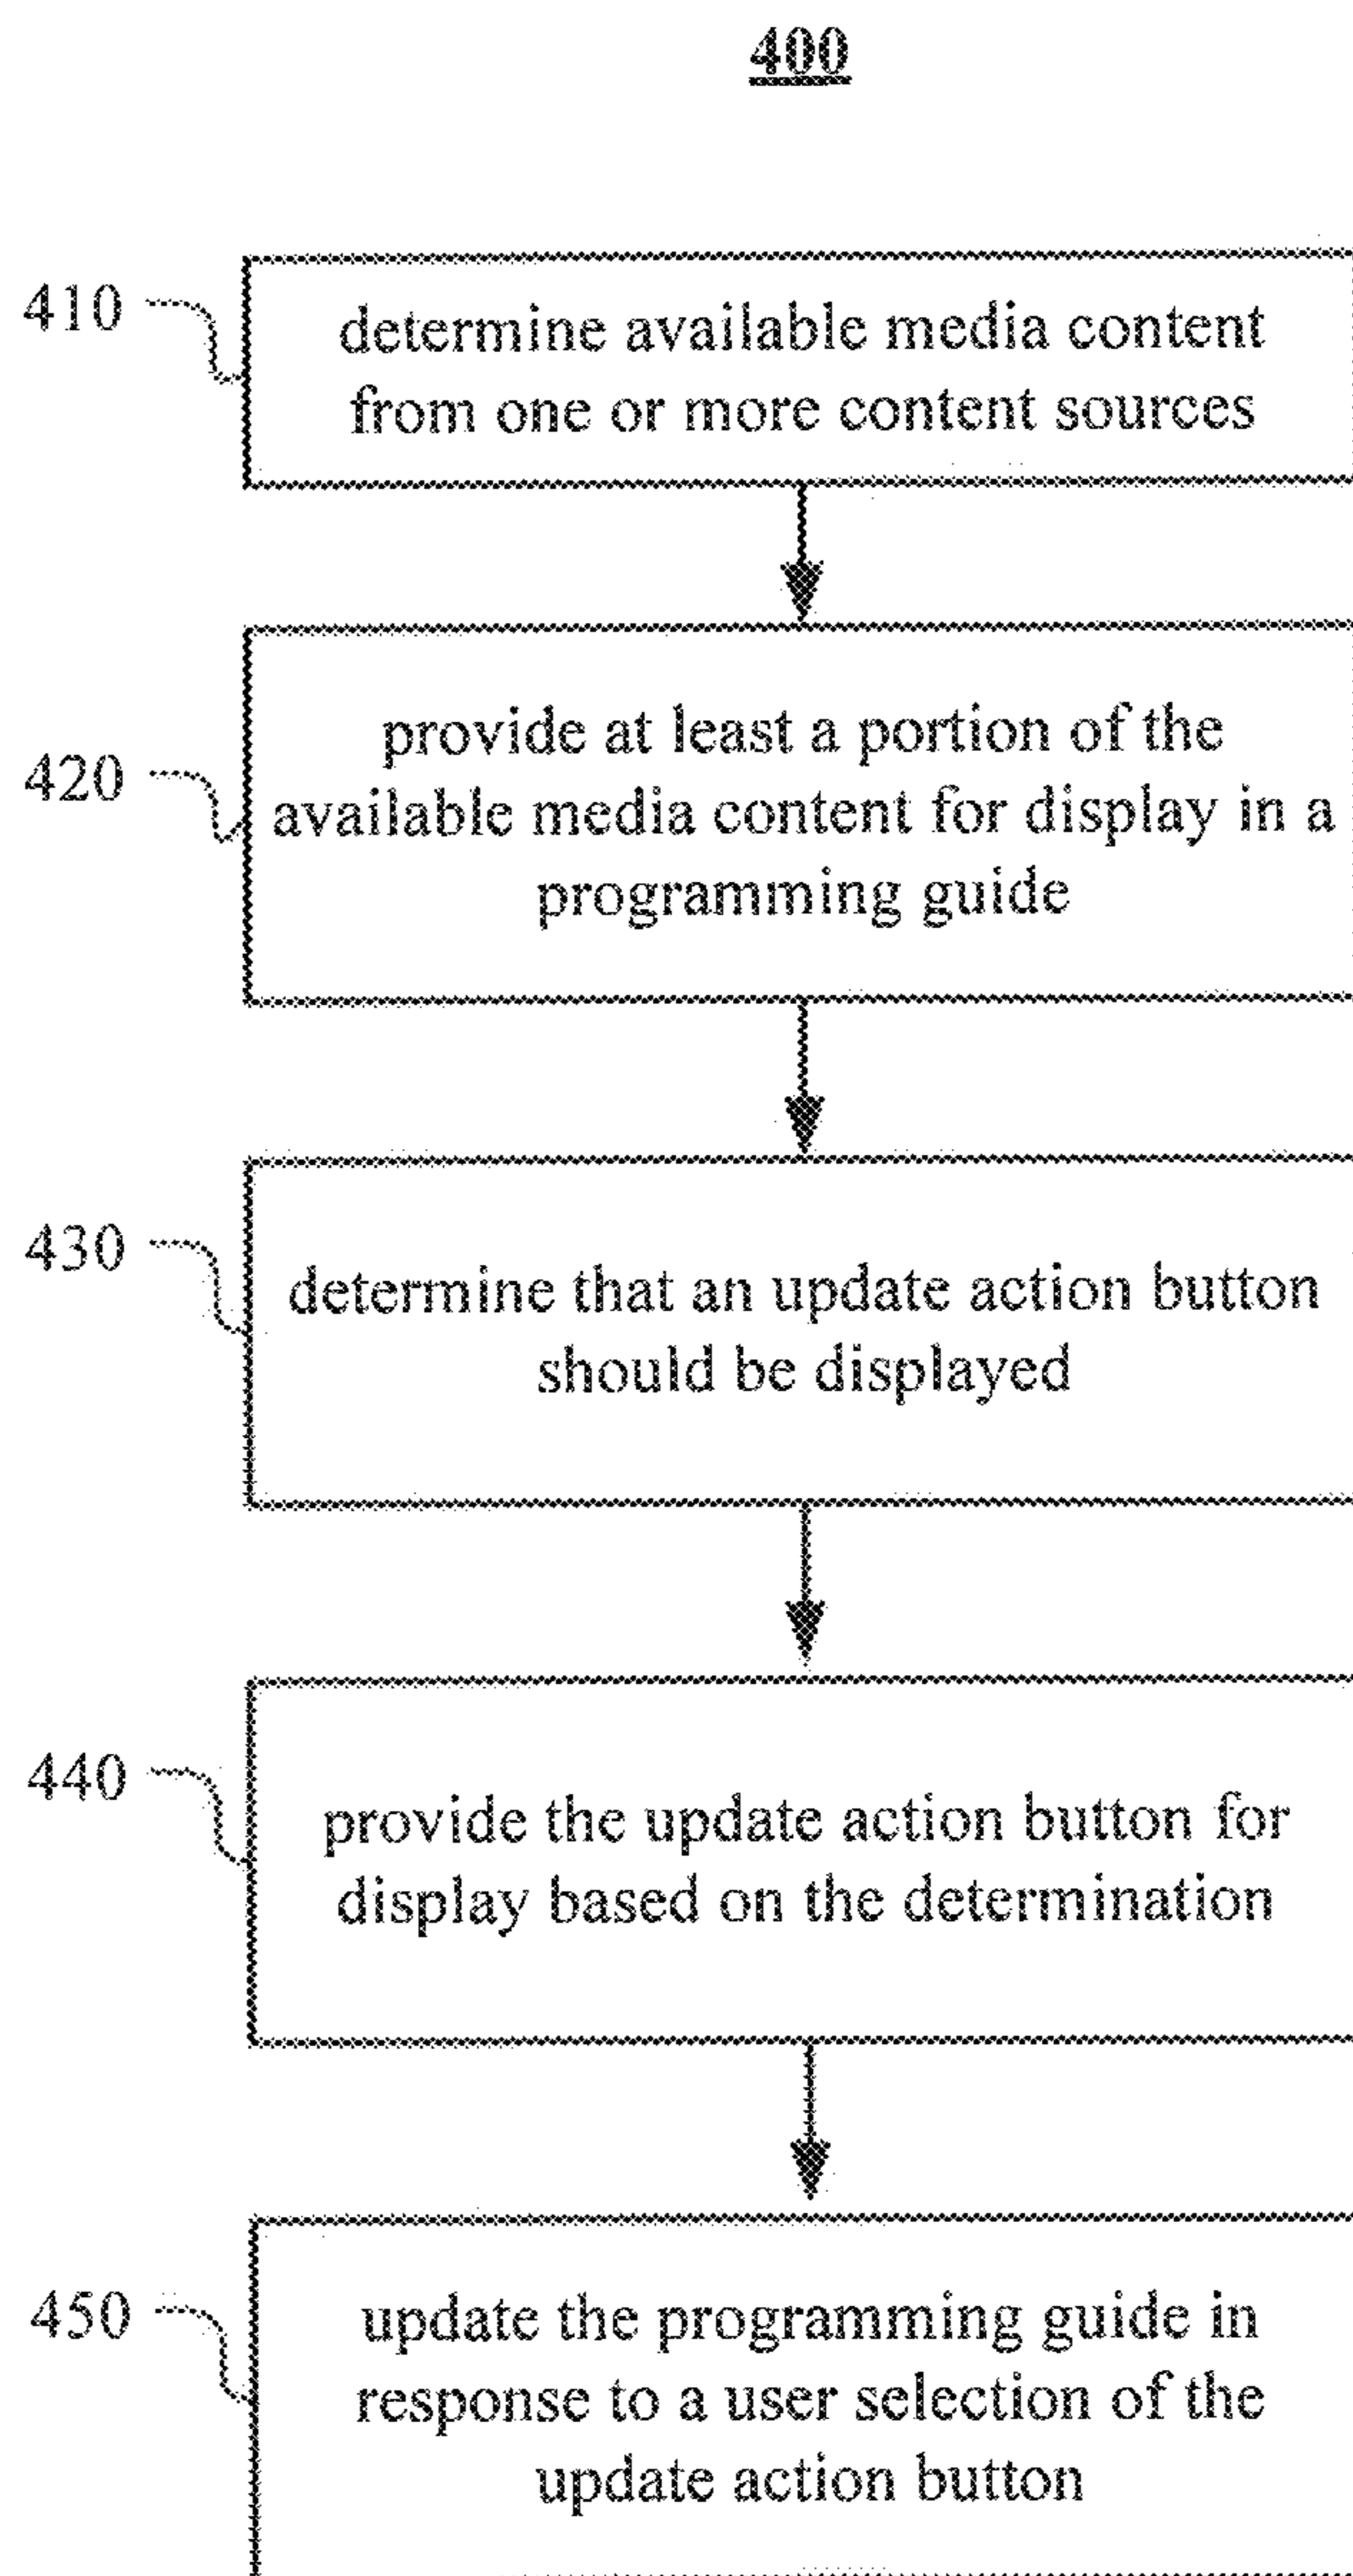 400
410
determine available media content
from one or more content sources
420
provide at least a portion of the
available media content for display in a
programming guide
430
determine that an update action button
should be displayed
440
provide the update action button for
display based on the determination
450
update the programming guide in
response to a user selection of the
update action button